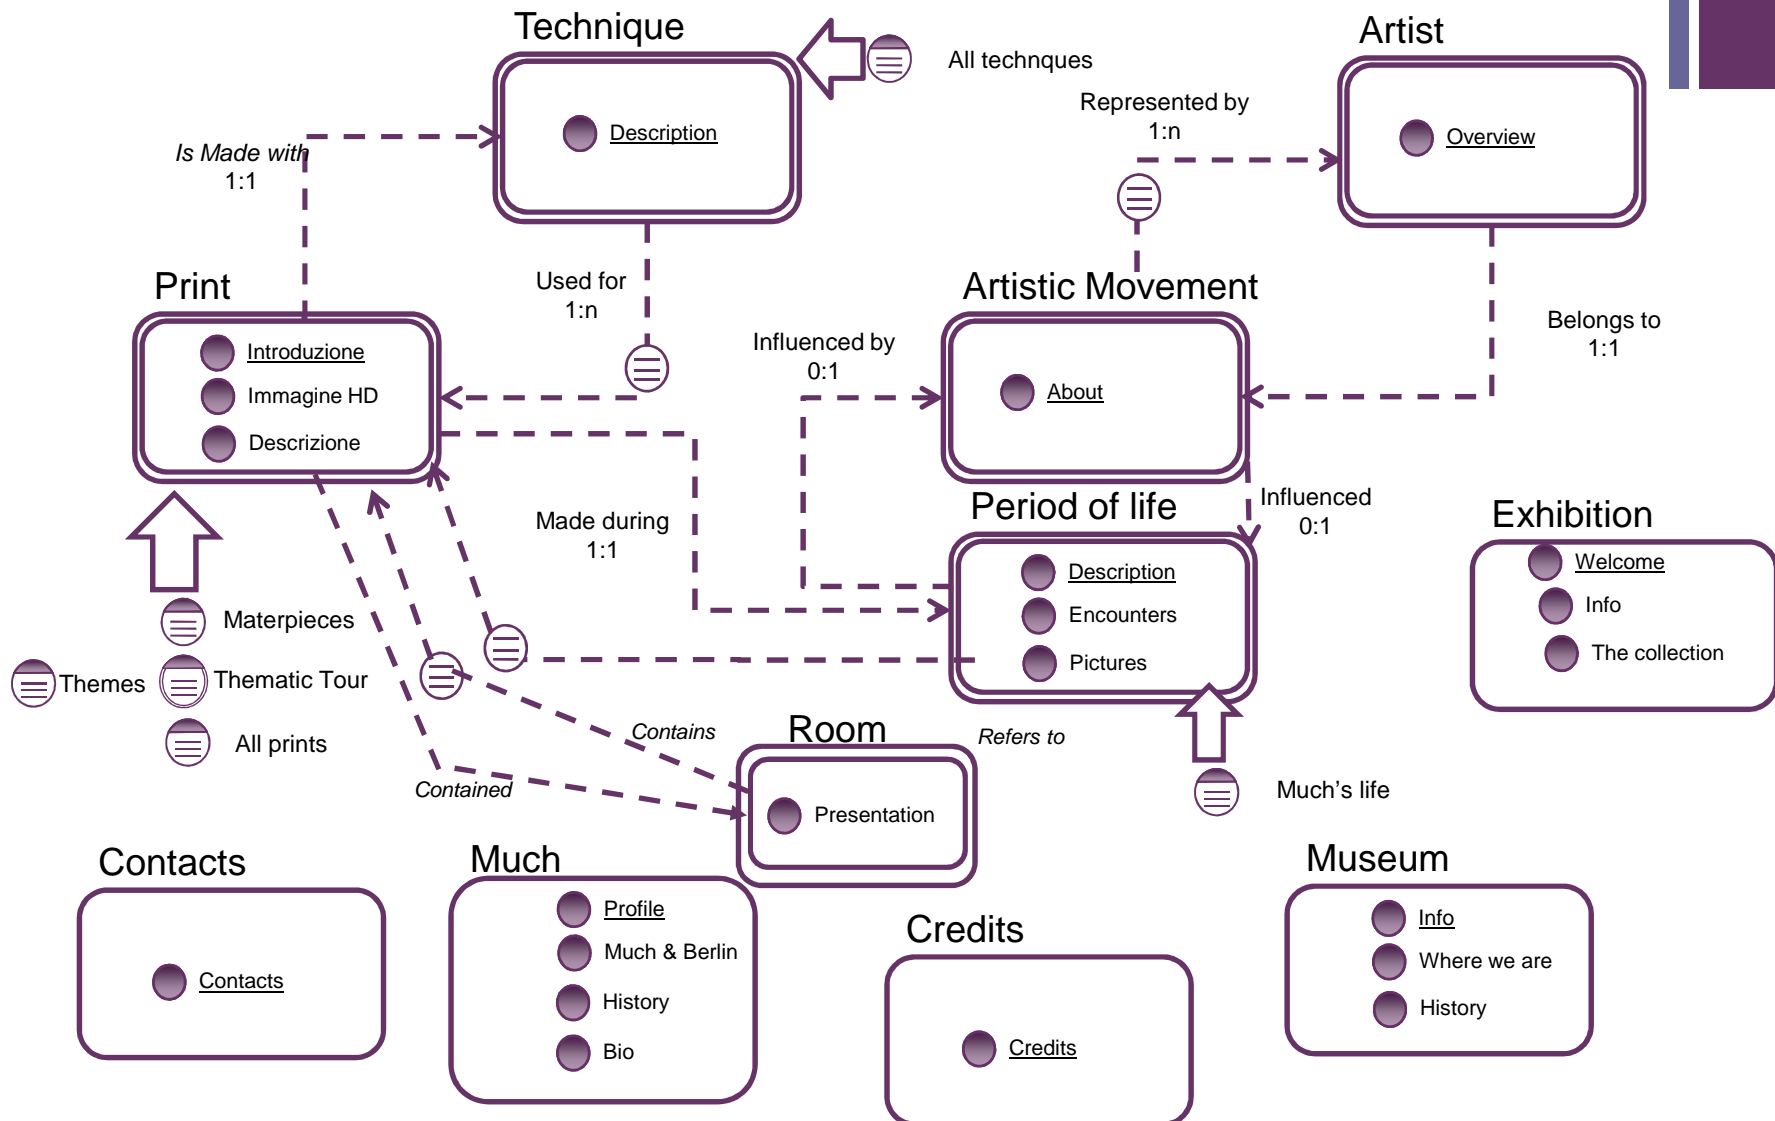 Technique
All technques
Description
Artist
Represented by
1:n
Overview
Is Made with
1:1
Used for
1:n
Print
Introduzione
Immagine HD
Descrizione
Artistic Movement
About
Influenced by
0:1
Belongs to
1:1
Made during
1:1
Period of life
Description
Encounters
Pictures
Influenced
0:1
Exhibition
Welcome
Info
The collection
Materpieces
Themes
Thematic Tour
All prints
Contains
Contained
Room
Presentation
Refers to
Much's life
Contacts
Contacts
Much
Profile
Much & Berlin
History
Bio
Credits
Credits
Museum
Info
Where we are
History